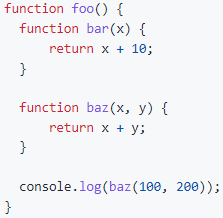 function foo() {
  function bar(x) {
      return x + 10;
  }

  function baz(x, y) {
      return x + y;
  }

  console.log(baz(100, 200));
}